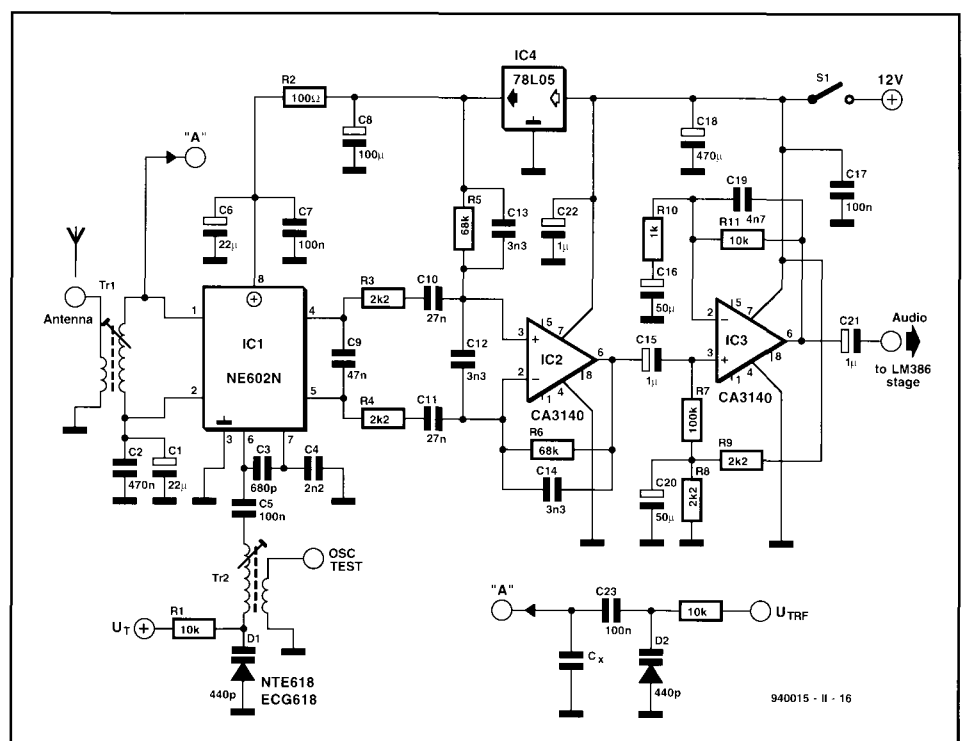 IC4
78L05
S1
12V
R2
100Ω
C8
100µ
C18
470µ
"A"
C17
100n
C6
22µ
C7
100n
R5
68k
C13
3n3
C22
1µ
R10
1k
C19
4n7
R11
10k
C16
50µ
Tr1
Antenna
8
1
4
IC1
NE602N
2
5
3
6
7
R3
2k2
C10
27n
C9
47n
C12
3n3
R4
2k2
C11
27n
3
+
2
−
5
7
IC2
6
8
4
1
CA3140
C15
1µ
2
−
3
+
5
7
IC3
6
8
4
1
CA3140
C21
1µ
Audio
to LM386
stage
R7
100k
R9
2k2
R8
2k2
C20
50µ
R6
68k
C14
3n3
C2
470n
C1
22µ
C3
680p
C4
2n2
C5
100n
Tr2
OSC
TEST
R1
10k
UT
D1
440p
NTE618
ECG618
"A"
C23
100n
10k
UTRF
Cx
D2
440p
940015 - II - 16